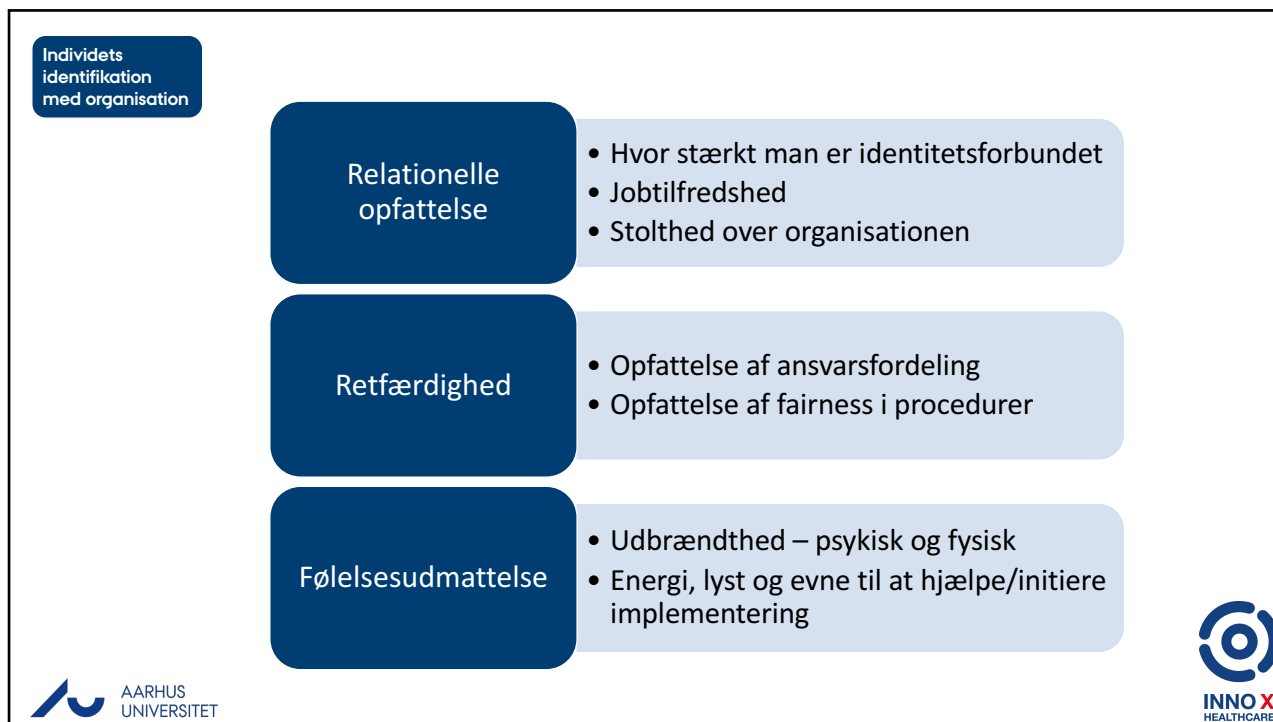 Individets
identifikation
med organisation
Relationelle
opfattelse
• Hvor stærkt man er identitetsforbundet
• Jobtilfredshed
• Stolthed over organisationen
Retfærdighed
• Opfattelse af ansvarsfordeling
• Opfattelse af fairness i procedurer
Følelsesudmattelse
• Udbrændthed – psykisk og fysisk
• Energi, lyst og evne til at hjælpe/initiere
implementering
AARHUS
UNIVERSITET
INNO X
HEALTHCARE